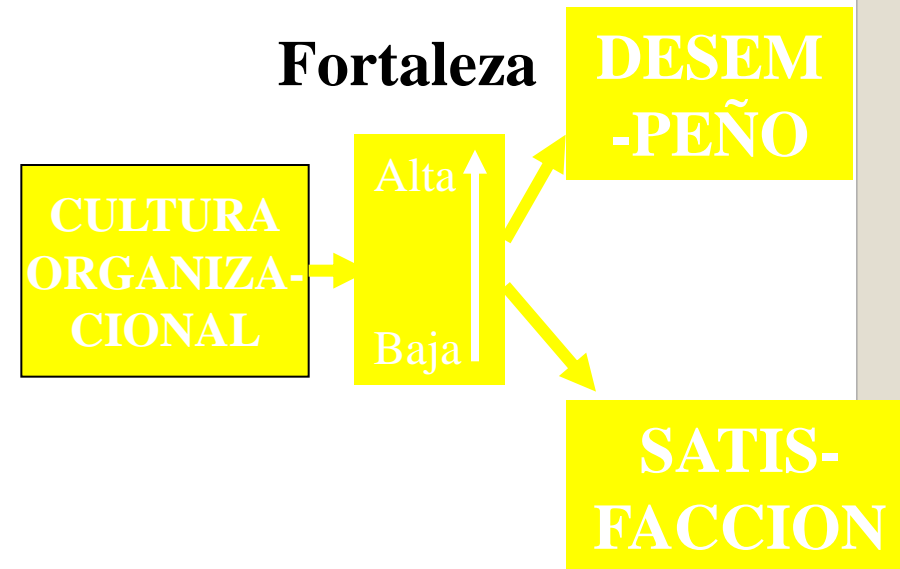 Fortaleza
DESEM
-PEÑO
Alta
Baja
CULTURA
ORGANIZA-
CIONAL
SATIS-
FACCION